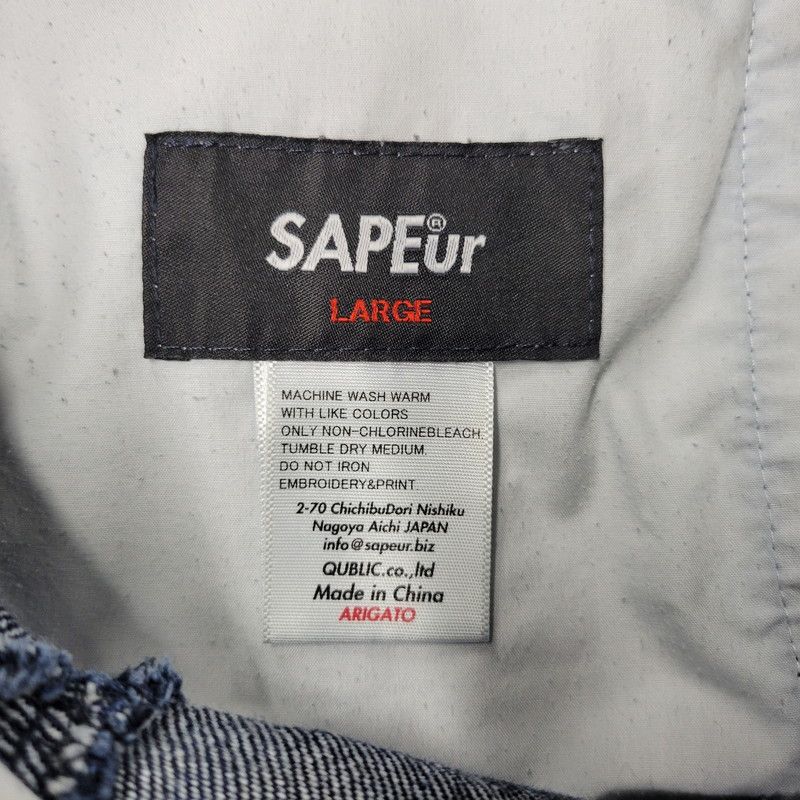 SAPEur®
LARGE
MACHINE WASH WARM
WITH LIKE COLORS
ONLY NON-CHLORINEBLEACH.
TUMBLE DRY MEDIUM.
DO NOT IRON
EMBROIDERY&PRINT.
2-70 ChichibuDori Nishiku
Nagoya Aichi JAPAN
info@sapeur.biz
QUBLIC.co.,ltd
Made in China
ARIGATO